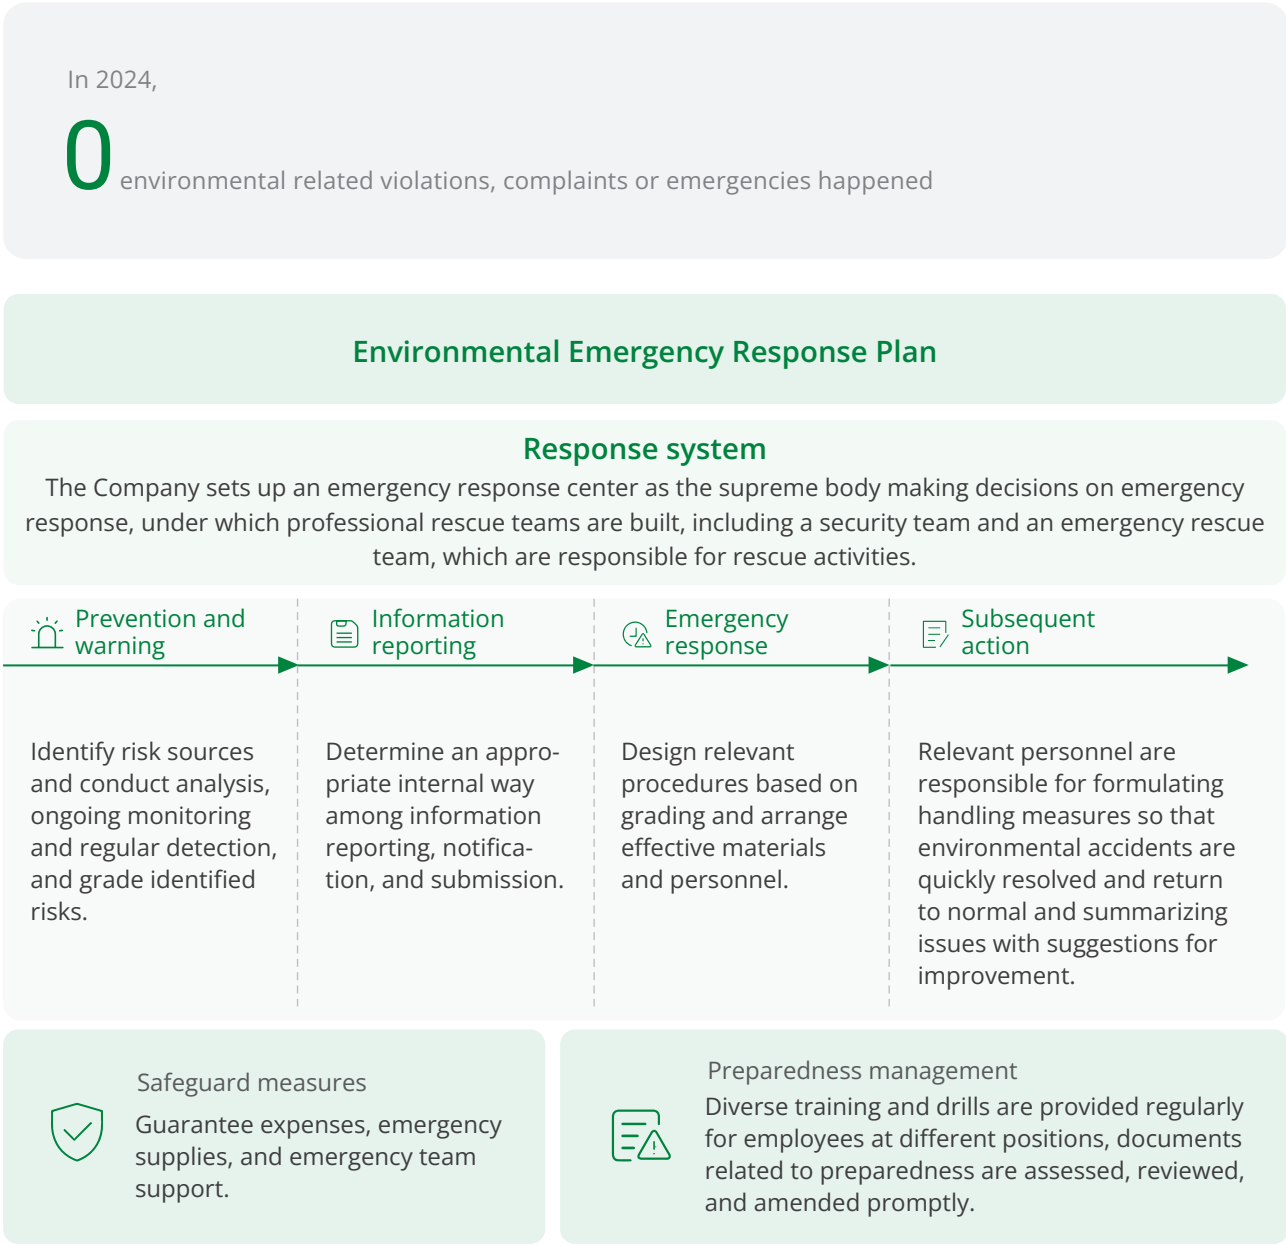 In 2024,
0 environmental related violations, complaints or emergencies happened
Environmental Emergency Response Plan
Response system
The Company sets up an emergency response center as the supreme body making decisions on emergency
response, under which professional rescue teams are built, including a security team and an emergency rescue
team, which are responsible for rescue activities.
Prevention and
warning
Identify risk sources
and conduct analysis,
ongoing monitoring
and regular detection,
and grade identified
risks.
Information
reporting
Determine an appro-
priate internal way
among information
reporting, notifica-
tion, and submission.
Emergency
response
Design relevant
procedures based on
grading and arrange
effective materials
and personnel.
Subsequent
action
Relevant personnel are
responsible for formulating
handling measures so that
environmental accidents are
quickly resolved and return
to normal and summarizing
issues with suggestions for
improvement.
Safeguard measures
Guarantee expenses, emergency
supplies, and emergency team
support.
Preparedness management
Diverse training and drills are provided regularly
for employees at different positions, documents
related to preparedness are assessed, reviewed,
and amended promptly.